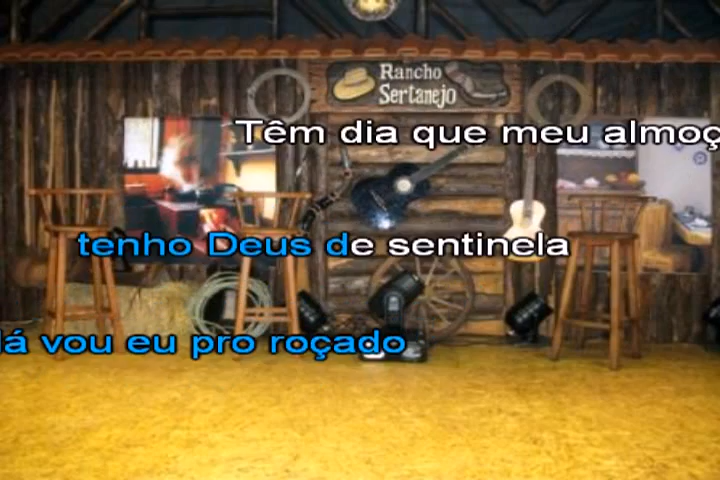 Rancho
Sertanejo
Têm dia que meu almoç
tenho Deus de sentinela
lá vou eu pro roçado